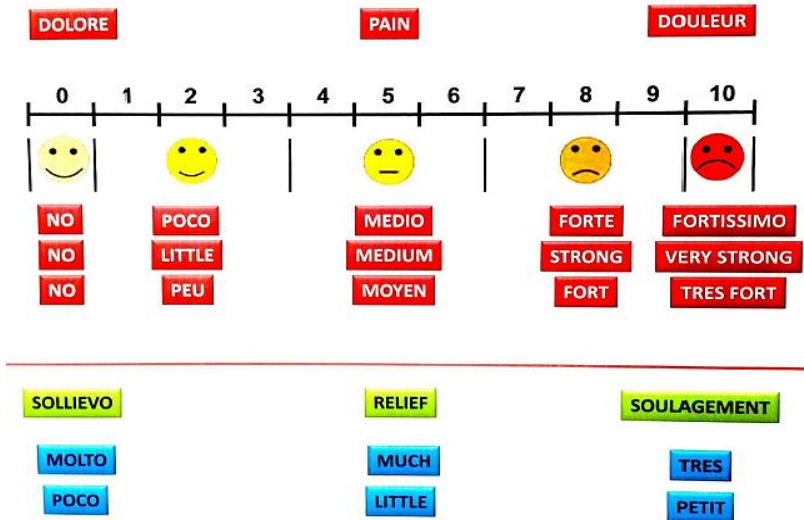 DOLORE PAIN DOULEUR
0 1 2 3 4 5 6 7 8 9 10
NO POCO MEDIO FORTE FORTISSIMO
NO LITTLE MEDIUM STRONG VERY STRONG
NO PEU MOYEN FORT TRES FORT
SOLLIEVO RELIEF SOULAGEMENT
MOLTO MUCH TRES
POCO LITTLE PETIT